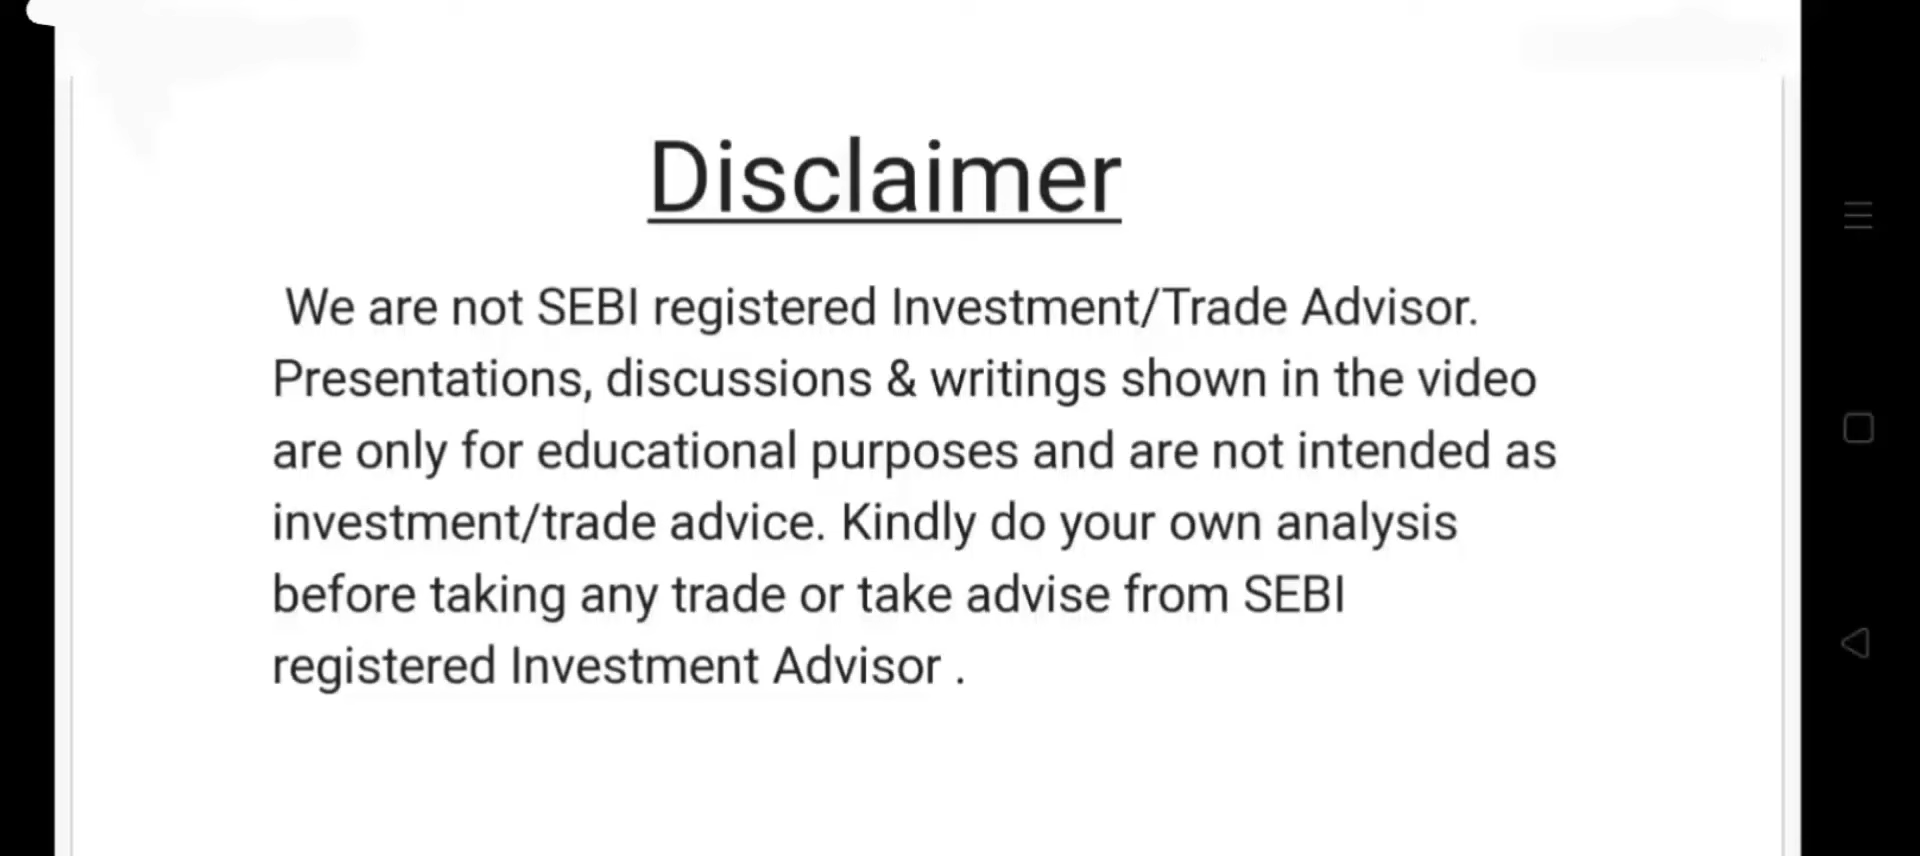 Disclaimer
We are not SEBI registered Investment/Trade Advisor.
Presentations, discussions & writings shown in the video
are only for educational purposes and are not intended as
investment/trade advice. Kindly do your own analysis
before taking any trade or take advise from SEBI
registered Investment Advisor .